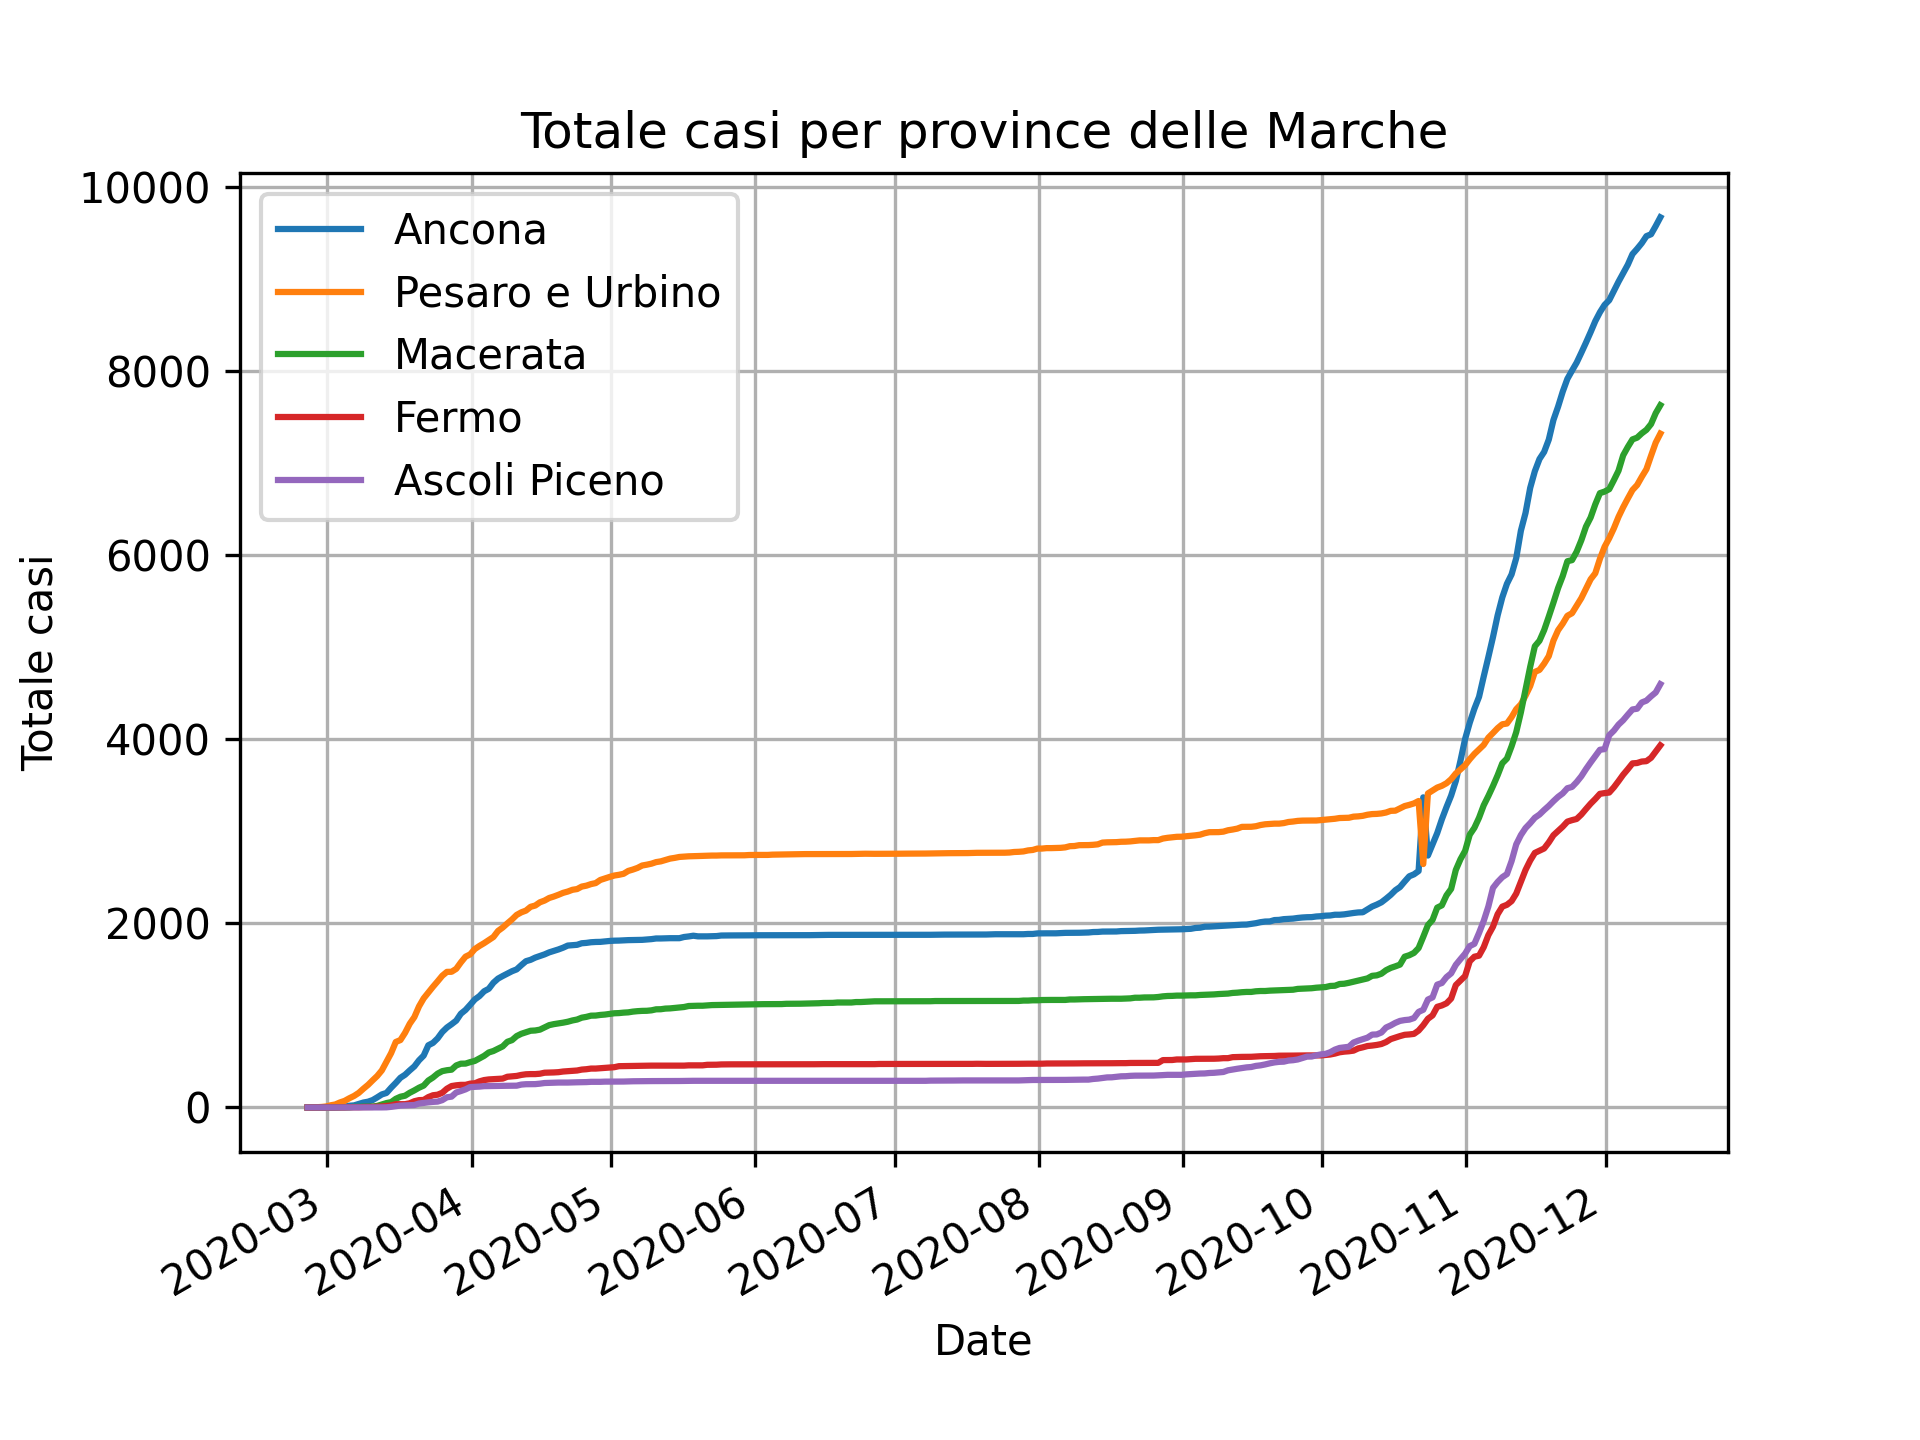 Totale casi per province delle Marche
10000
8000
6000
4000
2000
0
Totale casi
Ancona
Pesaro e Urbino
Macerata
Fermo
Ascoli Piceno
2020-03
2020-04
2020-05
2020-06
2020-07
2020-08
2020-09
2020-10
2020-11
2020-12
Date